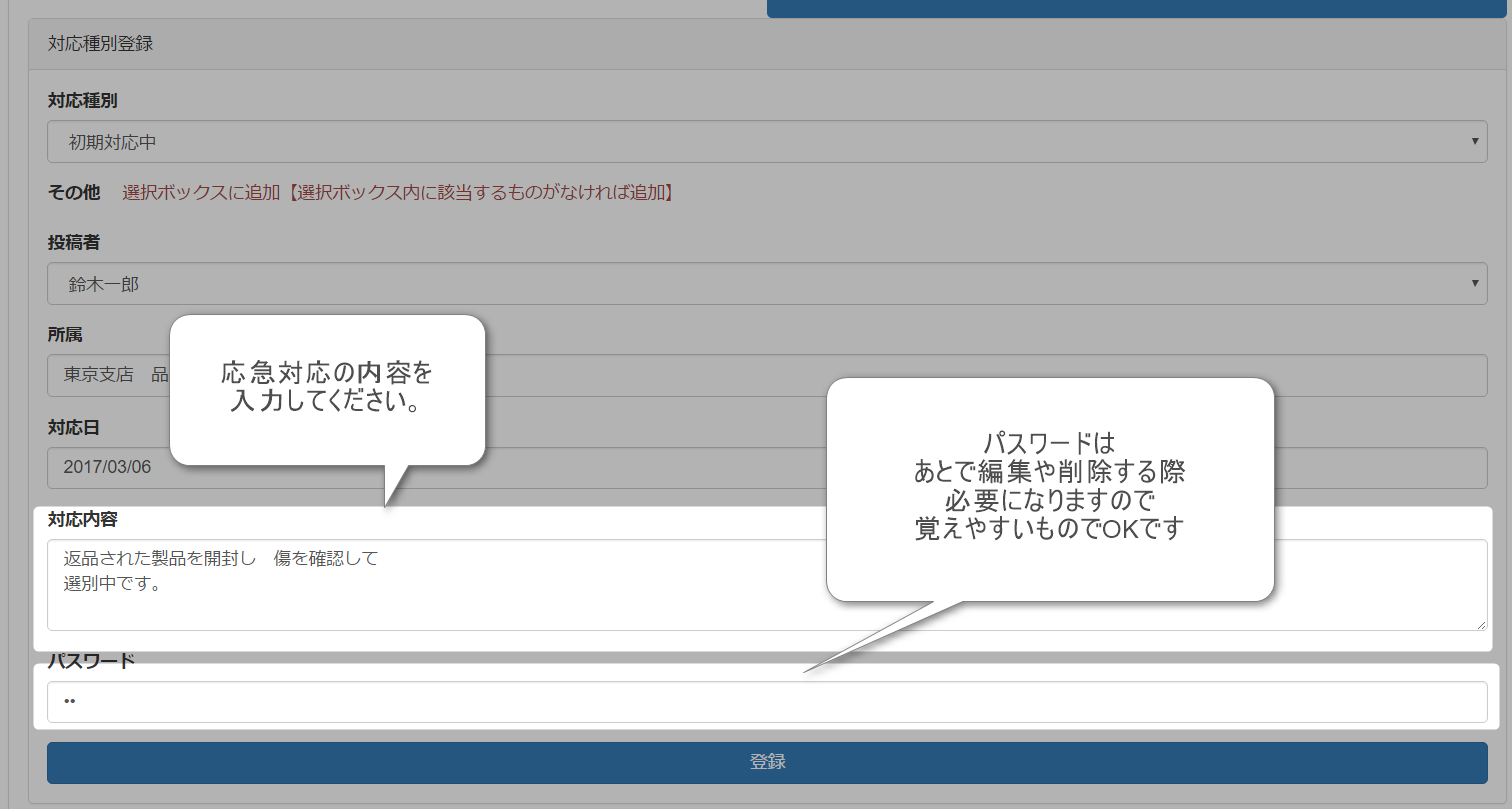 対応種別登録
対応種別
初期対応中
その他 選択ボックスに追加【選択ボックス内に該当するものがなければ追加】
投稿者
鈴木一郎
所属
東京支店 品
応急対応の内容を
入力してください。
対応日
2017/03/06
パスワードは
あとで編集や削除する際
必要になりますので
覚えやすいものでOKです
対応内容
返品された製品を開封し 傷を確認して
選別中です。
パスワード
••
登録